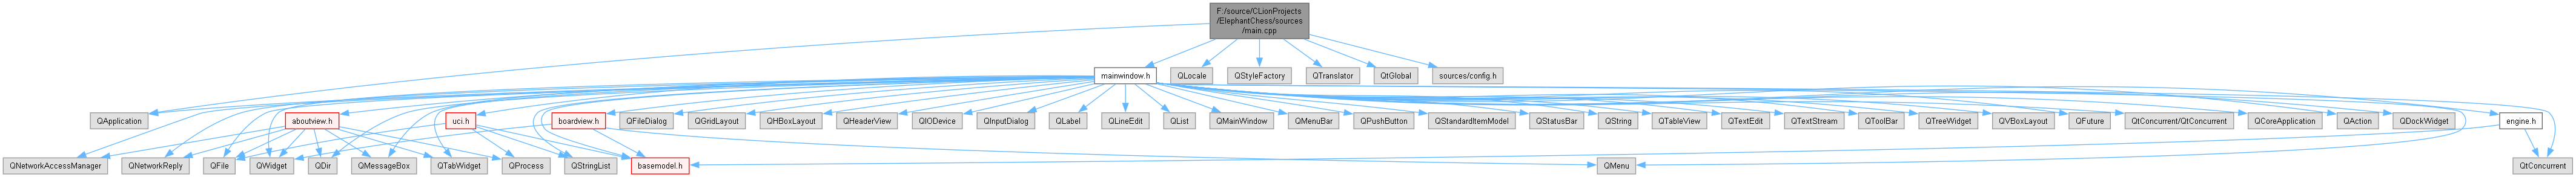 F:/source/CLionProjects
/ElephantChess/sources
/main.cpp
mainwindow.h
QLocale
QStyleFactory
QTranslator
QtGlobal
sources/config.h
QApplication
aboutview.h
uci.h
boardview.h
QFileDialog
QGridLayout
QHBoxLayout
QHeaderView
QIODevice
QInputDialog
QLabel
QLineEdit
QList
QMainWindow
QMenuBar
QPushButton
QStandardItemModel
QStatusBar
QString
QTableView
QTextEdit
QTextStream
QToolBar
QTreeWidget
QVBoxLayout
QFuture
QtConcurrent/QtConcurrent
QCoreApplication
QAction
QDockWidget
engine.h
QNetworkAccessManager
QNetworkReply
QFile
QWidget
QDir
QMessageBox
QTabWidget
QProcess
QStringList
basemodel.h
QMenu
QtConcurrent